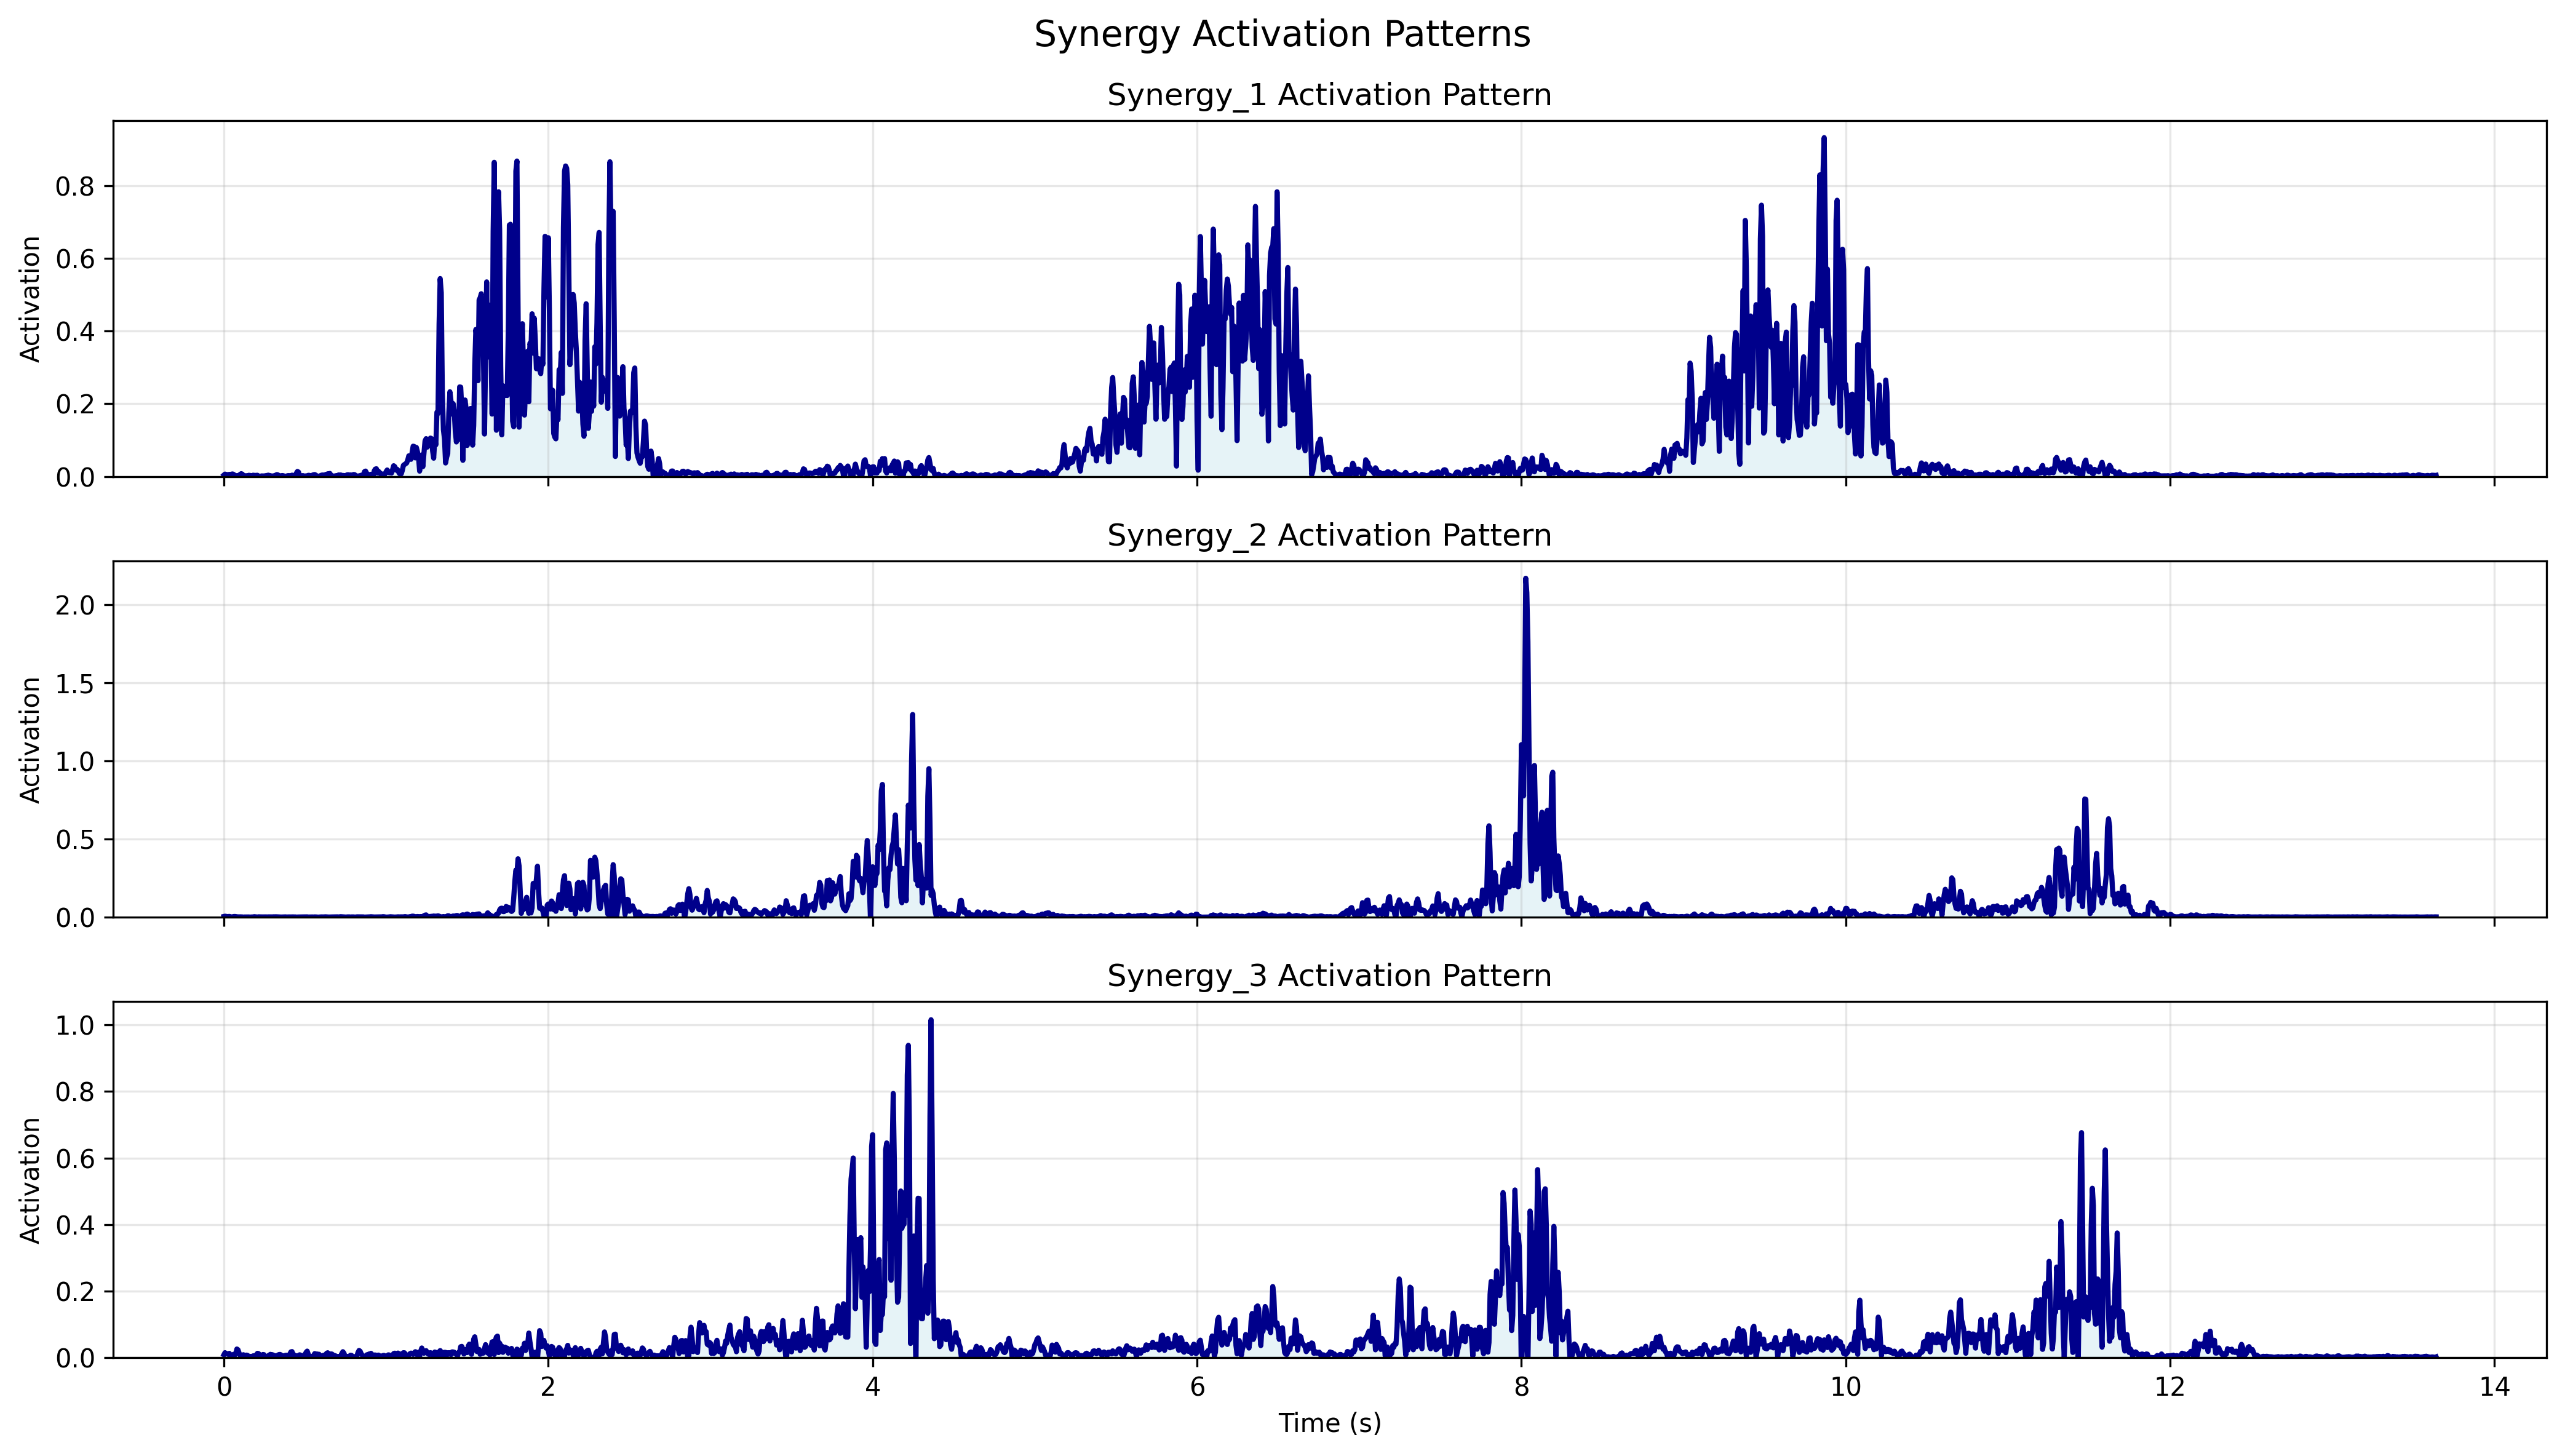 Synergy Activation Patterns
Synergy_1 Activation Pattern
Activation
0.8
0.6
0.4
0.2
0.0
Synergy_2 Activation Pattern
Activation
2.0
1.5
1.0
0.5
0.0
Synergy_3 Activation Pattern
Activation
1.0
0.8
0.6
0.4
0.2
0.0
0 2 4 6 8 10 12 14
Time (s)